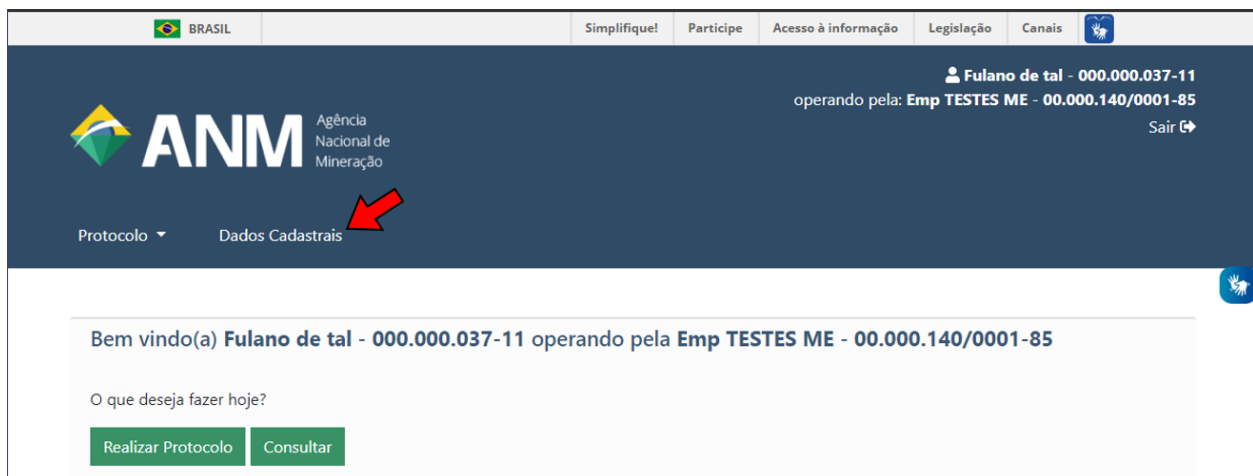 BRASIL Simplifique! Participe Acesso à informação Legislação Canais
Fulano de tal - 000.000.037-11
operando pela: Emp TESTES ME - 00.000.140/0001-85
Sair
ANM
Agência
Nacional de
Mineração
Protocolo Dados Cadastrais
Bem vindo(a) Fulano de tal - 000.000.037-11 operando pela Emp TESTES ME - 00.000.140/0001-85
O que deseja fazer hoje?
Realizar Protocolo Consultar